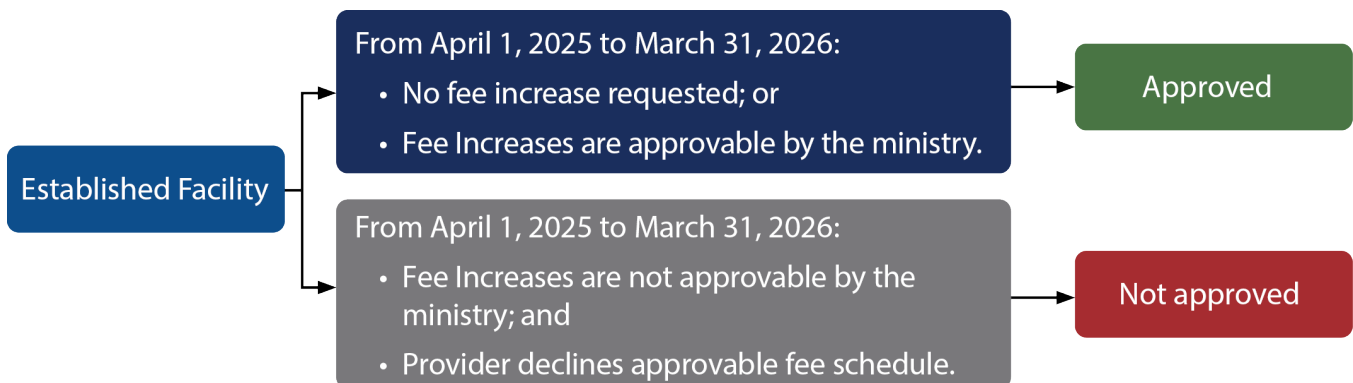 Established Facility
From April 1, 2025 to March 31, 2026:
• No fee increase requested; or
• Fee Increases are approvable by the ministry.
Approved
From April 1, 2025 to March 31, 2026:
• Fee Increases are not approvable by the
ministry; and
• Provider declines approvable fee schedule.
Not approved